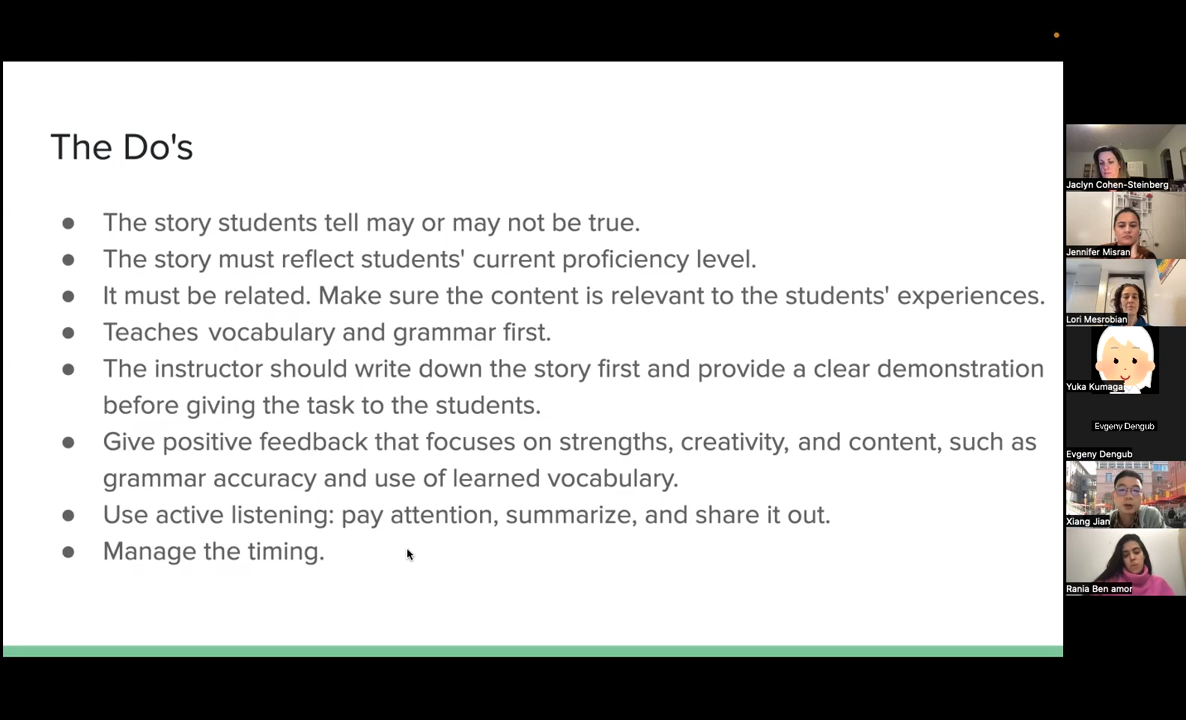 The Do's
● The story students tell may or may not be true.
● The story must reflect students' current proficiency level.
● It must be related. Make sure the content is relevant to the students' experiences.
● Teaches vocabulary and grammar first.
● The instructor should write down the story first and provide a clear demonstration
before giving the task to the students.
● Give positive feedback that focuses on strengths, creativity, and content, such as
grammar accuracy and use of learned vocabulary.
● Use active listening: pay attention, summarize, and share it out.
● Manage the timing.
Jaclyn Cohen-Steinberg
Jennifer Misran
Lori Mesrobian
Yuka Kumagai
Evgeny Dengub
Evgeny Dengub
Xiang Jian
Rania Ben amor